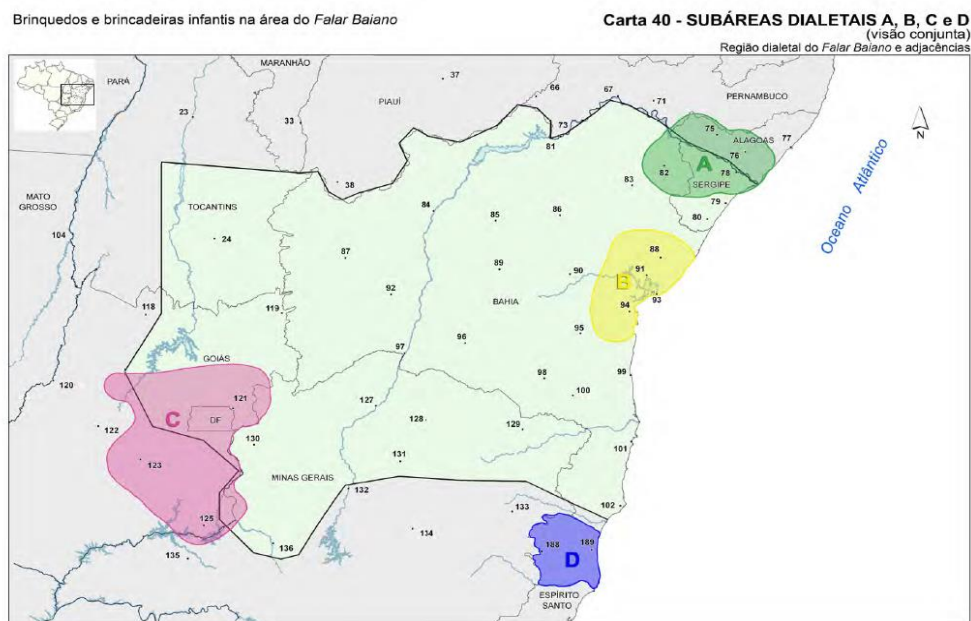 Brinquedos e brincadeiras infantis na área do Falar Baiano
Carta 40 - SUBÁREAS DIALETAIS A, B, C e D
(visão conjunta)
Região dialetal do Falar Baiano e adjacências
MARANHÃO
PARÁ
37
PIAUÍ
66
67
71
PERNAMBUCO
23
33
73
81
75
77
ALAGOAS
76
N
A
82
78
38
83
SERGIPE
MATO
GROSSO
TOCANTINS
84
79
85
86
80
Oceano Atlântico
104
24
87
88
89
90
91
B
92
93
BAHIA
94
118
119
95
96
97
GOIÁS
98
99
120
121
100
C
DF
127
122
128
129
130
101
123
131
MINAS GERAIS
132
102
133
125
134
188
189
135
136
D
ESPÍRITO
SANTO